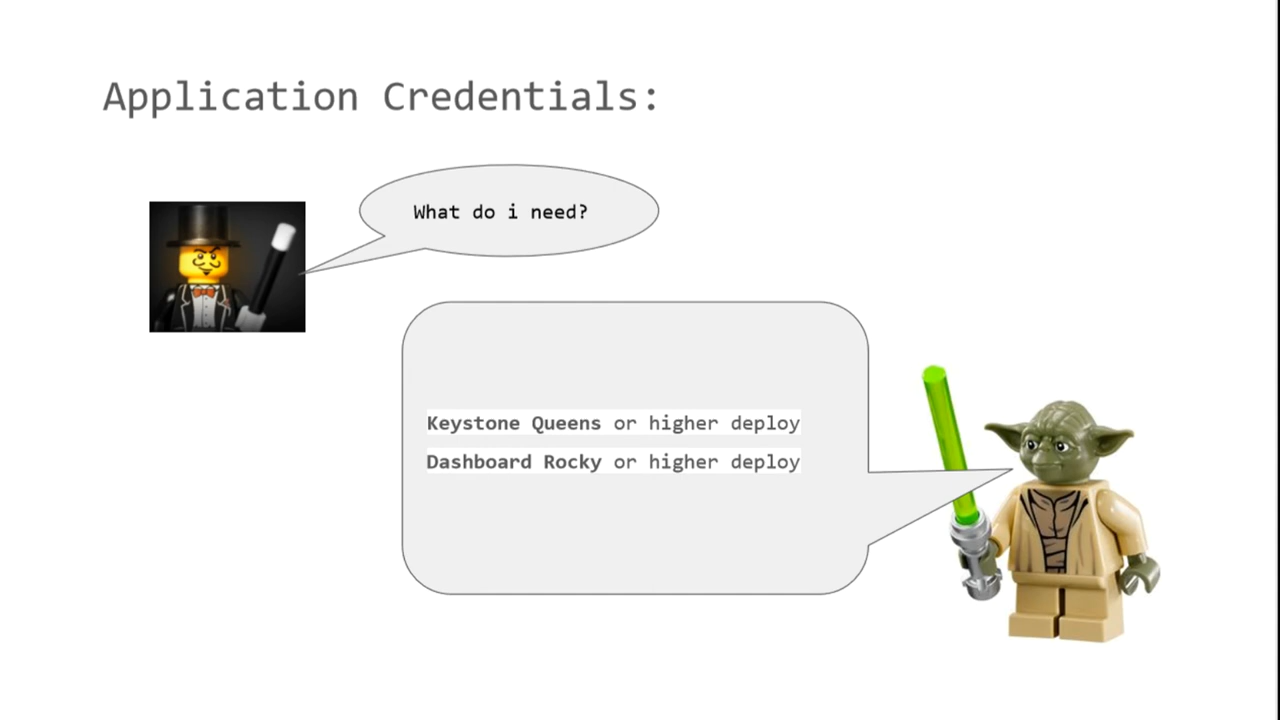 Application Credentials:
What do i need?
Keystone Queens or higher deploy
Dashboard Rocky or higher deploy